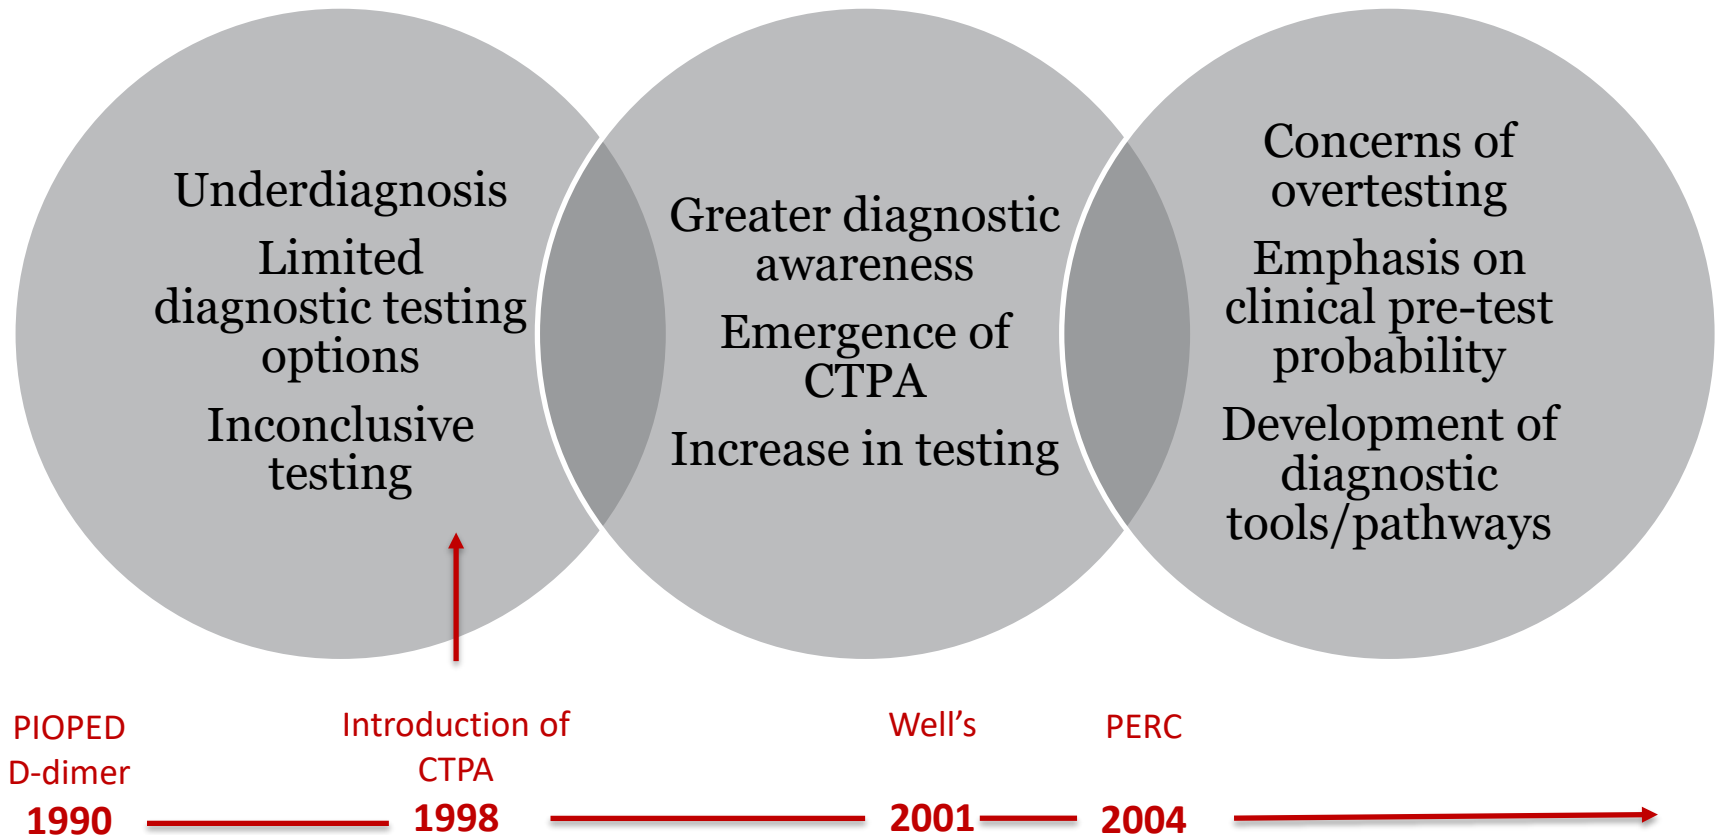 Underdiagnosis
Limited
diagnostic testing
options
Inconclusive
testing
Greater diagnostic
awareness
Emergence of
CTPA
Increase in testing
Concerns of
overtesting
Emphasis on
clinical pre-test
probability
Development of
diagnostic
tools/pathways
PIOPED
D-dimer
1990
Introduction of
CTPA
1998
Well's
2001
PERC
2004